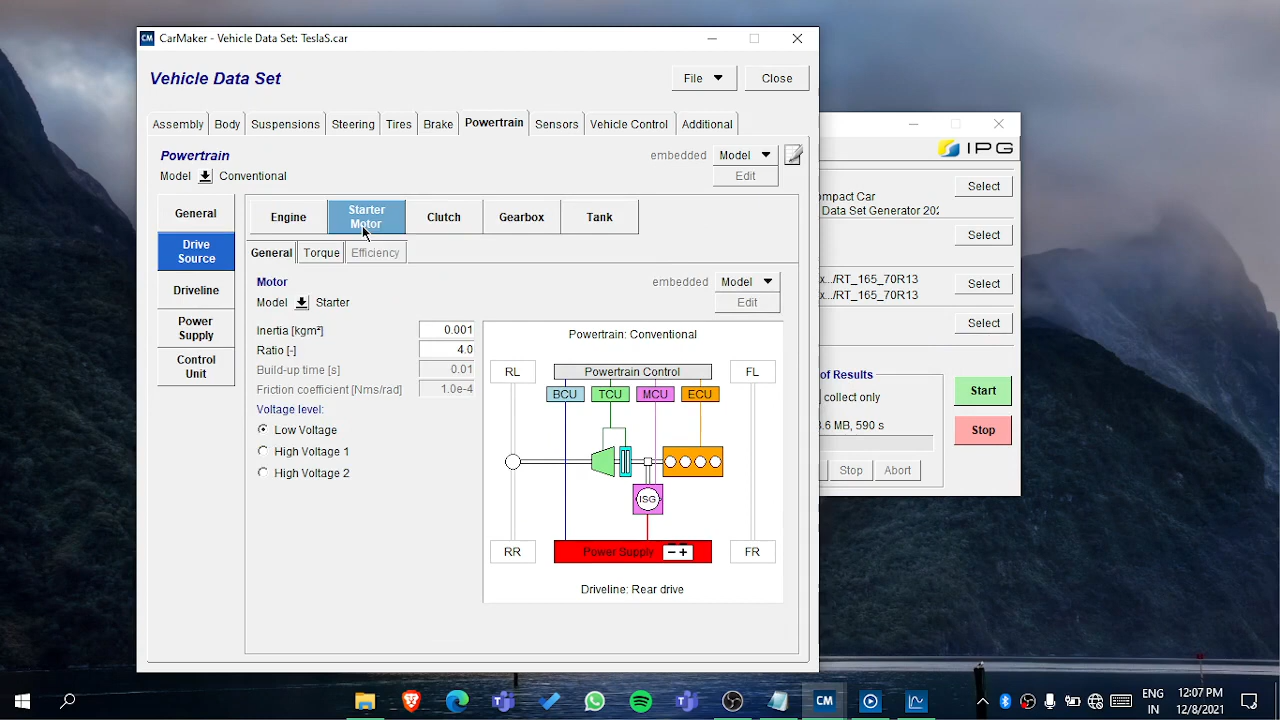 CM CarMaker - Vehicle Data Set: TeslaS.car
Vehicle Data Set
File
Close
Assembly
Body
Suspensions
Steering
Tires
Brake
Powertrain
Sensors
Vehicle Control
Additional
Powertrain
embedded
Model
Edit
Model
Conventional
General
Drive
Source
Driveline
Power
Supply
Control
Unit
Engine
Starter
Motor
Clutch
Gearbox
Tank
General
Torque
Efficiency
Motor
embedded
Model
Edit
Model
Starter
Inertia [kgm²]
0.001
Ratio [-]
4.0
Build-up time [s]
0.01
Friction coefficient [Nms/rad]
1.0e-4
Voltage level:
Low Voltage
High Voltage 1
High Voltage 2
Powertrain: Conventional
RL
Powertrain Control
FL
BCU
TCU
MCU
ECU
ISG
RR
Power Supply
FR
Driveline: Rear drive
IPG
Select
ompact Car
Data Set Generator 202
Select
x.../RT_165_70R13
Select
x.../RT_165_70R13
Select
of Results
collect only
Start
3.6 MB, 590 s
Stop
Stop
Abort
CM
ENG
IN
12:07 PM
12/8/2021